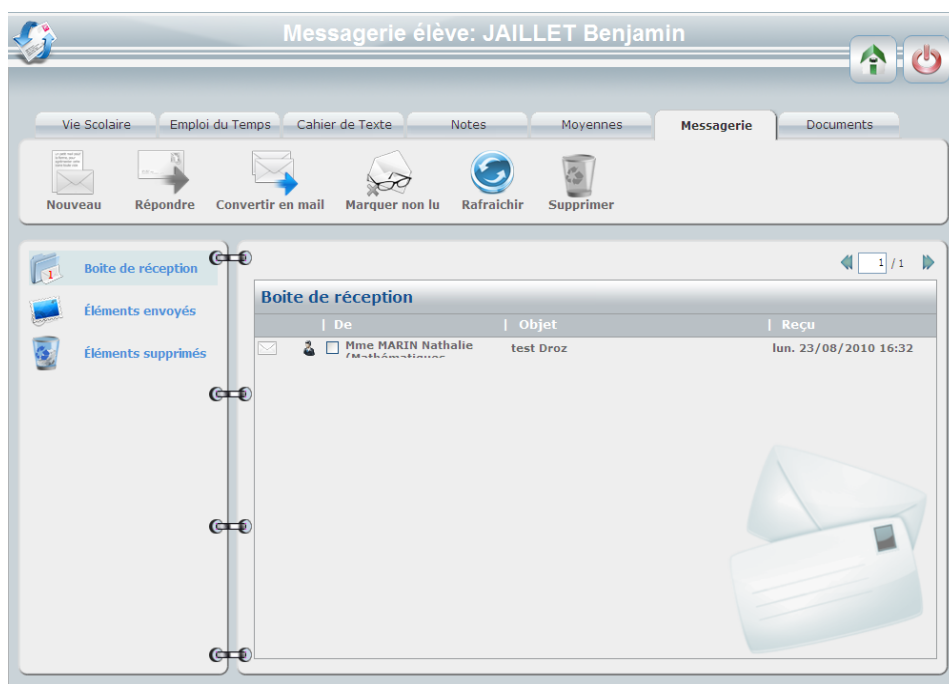 Messagerie élève: JAILLET Benjamin
Vie Scolaire Emploi du Temps Cahier de Texte Notes Moyennes Messagerie Documents
Nouveau Répondre Convertir en mail Marquer non lu Rafraichir Supprimer
Boite de réception
Éléments envoyés
Éléments supprimés
1 / 1
Boite de réception
| De | Objet | Reçu
Mme MARIN Nathalie test Droz lun. 23/08/2010 16:32
(Mathématiques